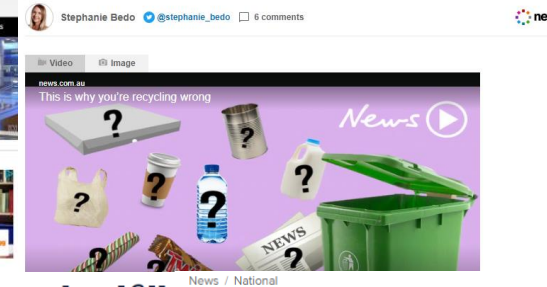 Stephanie Bedo @stephanie_bedo 6 comments
Video Image
news.com.au
This is why you're recycling wrong
News
?
?
?
?
?
?
?
?
NEWS
?
News / National